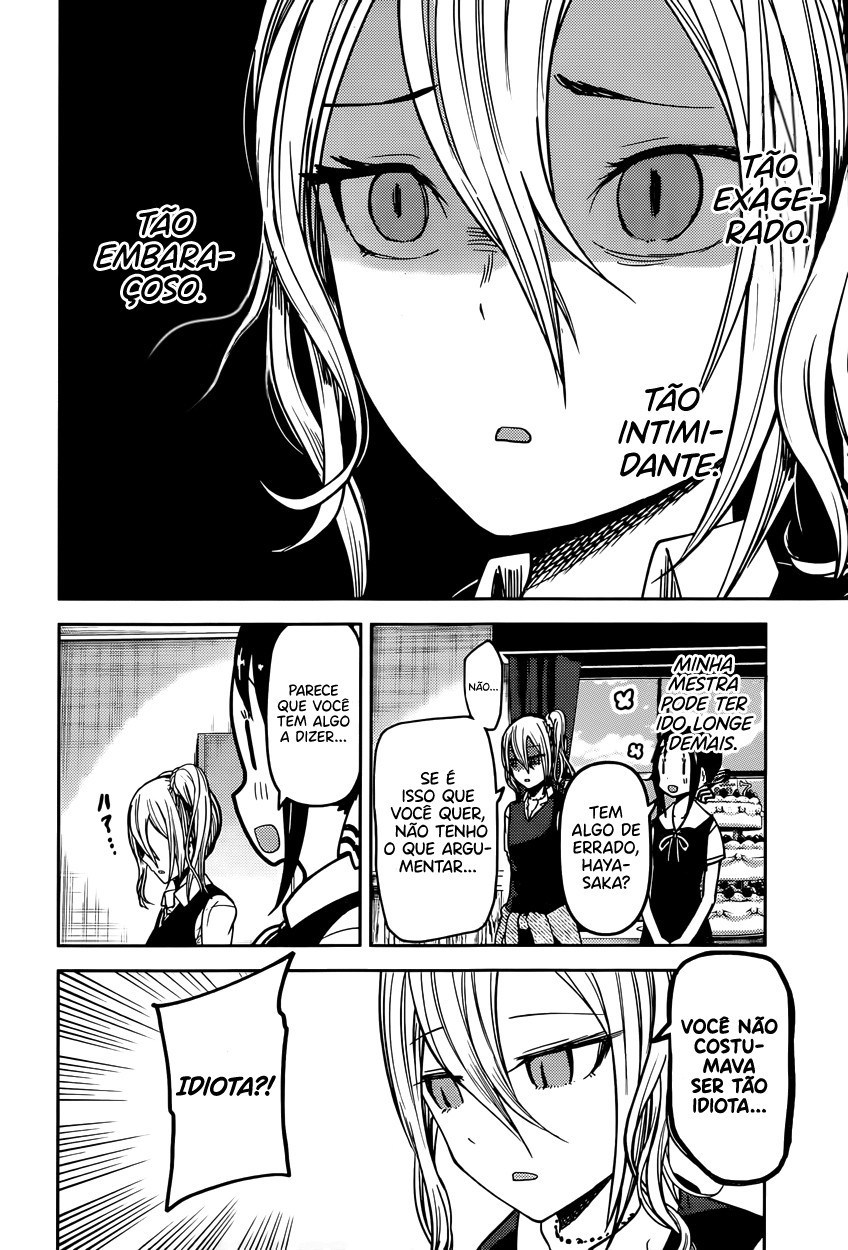 TÃO
EXAGE-
RADO.
TÃO
EMBARA-
ÇOSO.
TÃO
INTIMI-
DANTE.
MINHA
MESTRA
PODE TER
IDO LONGE
DEMAIS.
TEM
ALGO DE
ERRADO,
HAYA-
SAKA?
NÃO...
SE É
ISSO QUE
VOCÊ QUER,
NÃO TENHO
O QUE ARGU-
MENTAR...
PARECE
QUE VOCÊ
TEM ALGO
A DIZER...
ハァ...
VOCÊ NÃO
COSTU-
MAVA
SER TÃO
IDIOTA...
IDIOTA?!